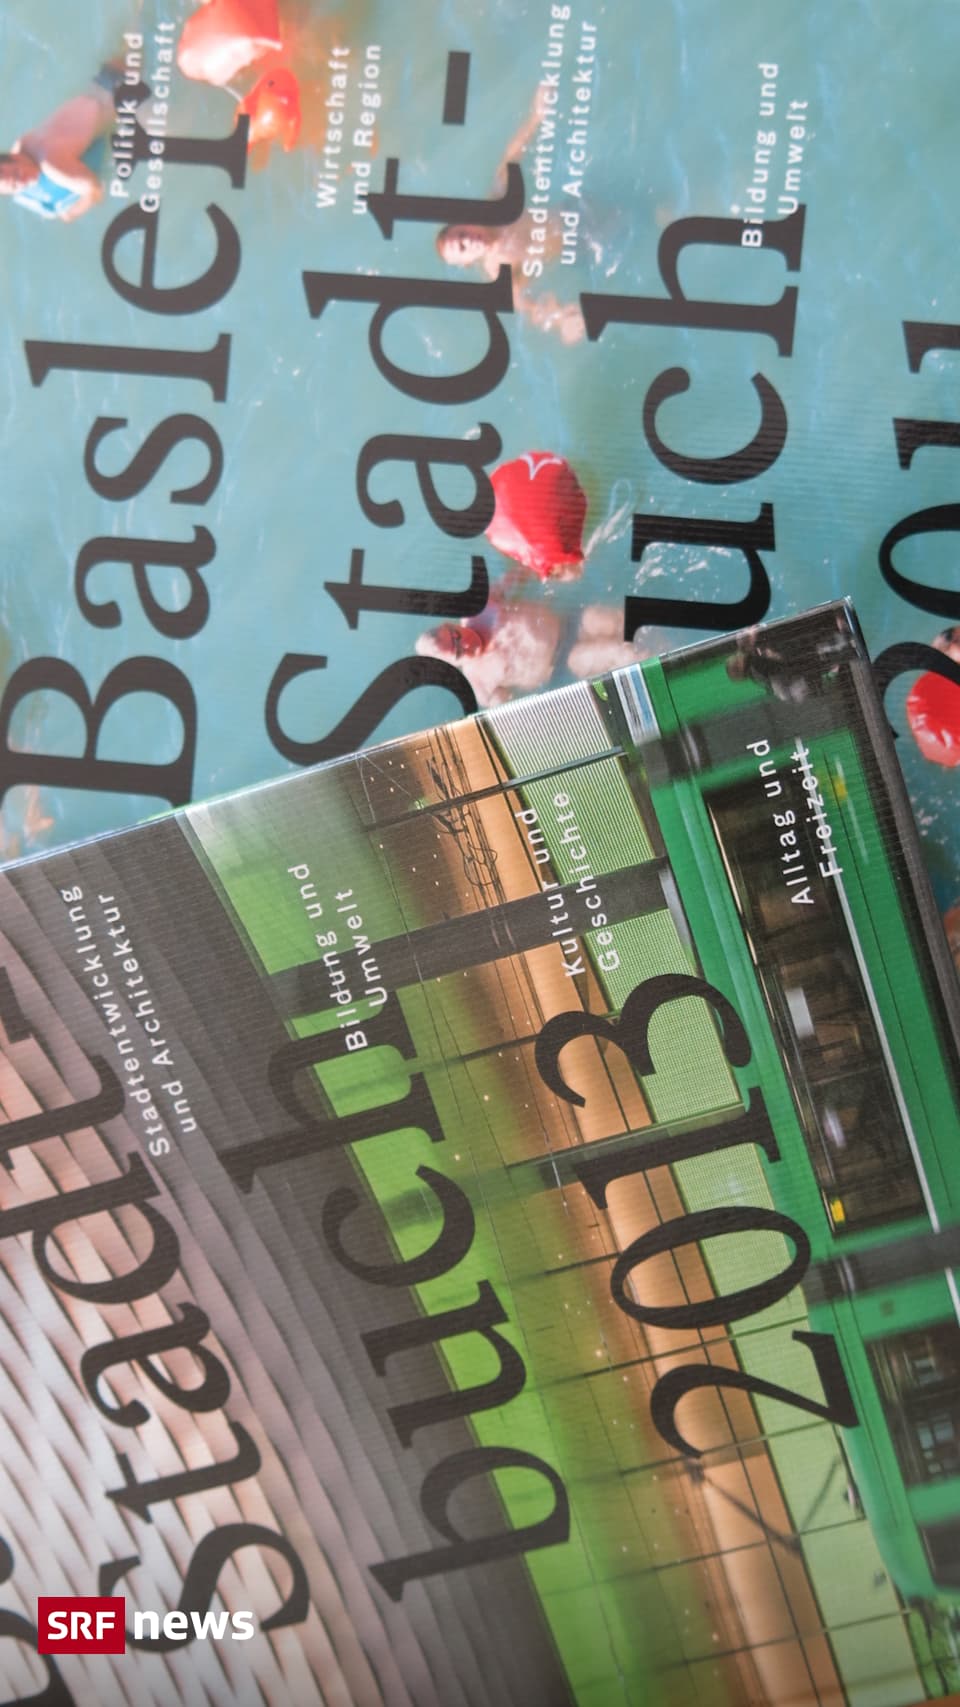 Basler
Stadt-
uch
Politik und
Gesellschaft
Wirtschaft
und Region
Stadtentwicklung
und Architektur
Bildung und
Umwelt
Stadt-
buch
2013
Stadtentwicklung
und Architektur
Bildung und
Umwelt
Kultur und
Geschichte
Alltag und
Freizeit
SRF news